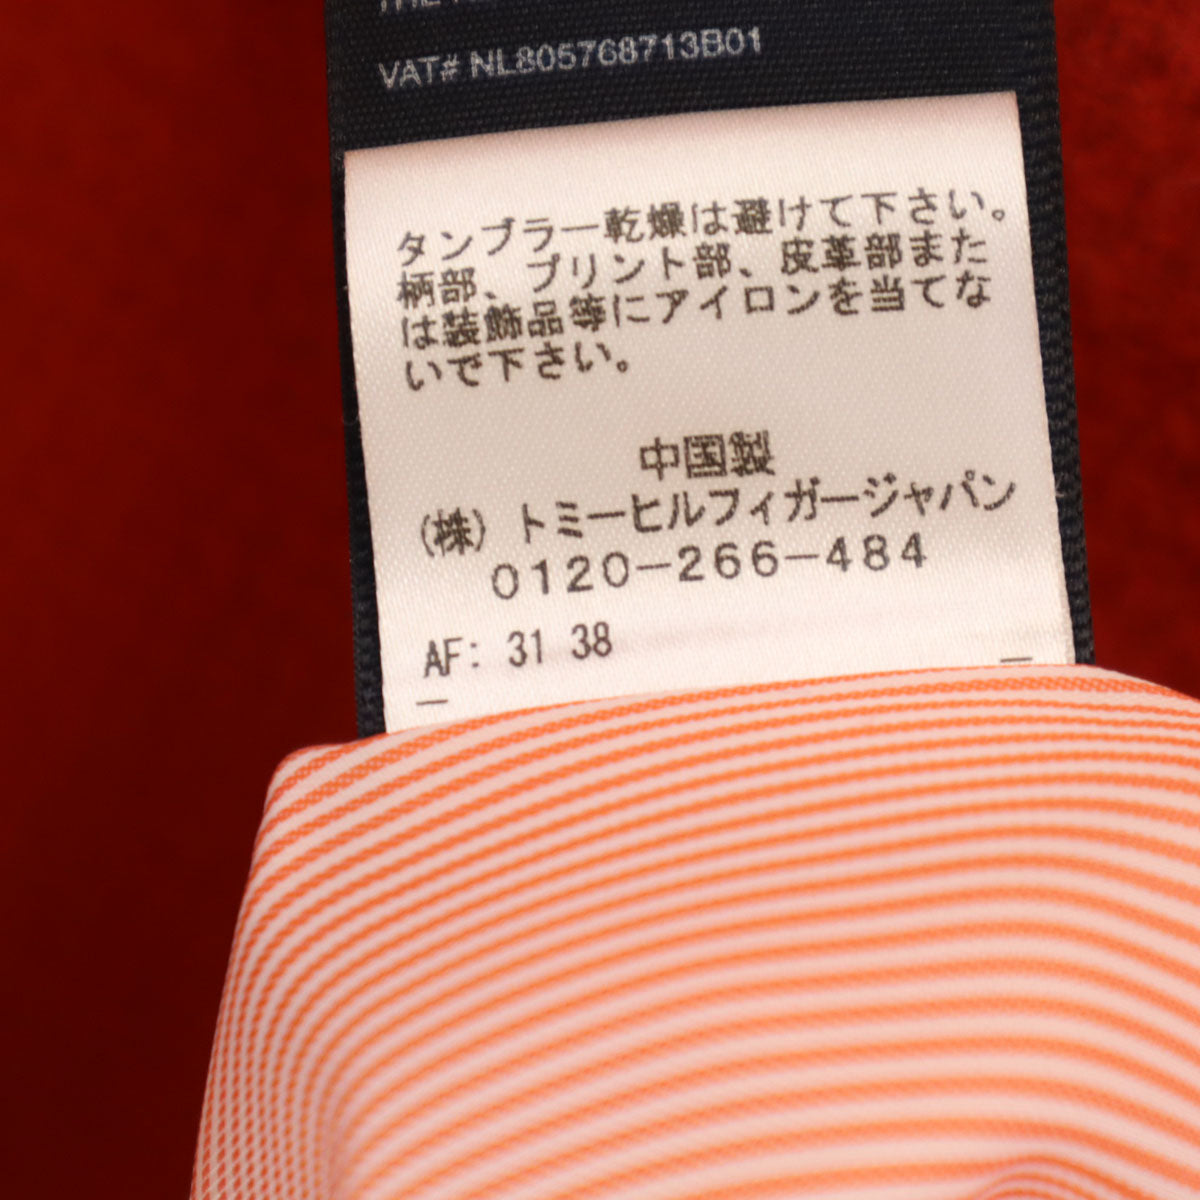 VAT# NL805768713B01
タンブラー乾燥は避けて下さい。
柄部、プリント部、皮革部また
は装飾品等にアイロンを当てな
いで下さい。
中国製
(株) トミーヒルフィガージャパン
0120-266-484
AF: 31 38